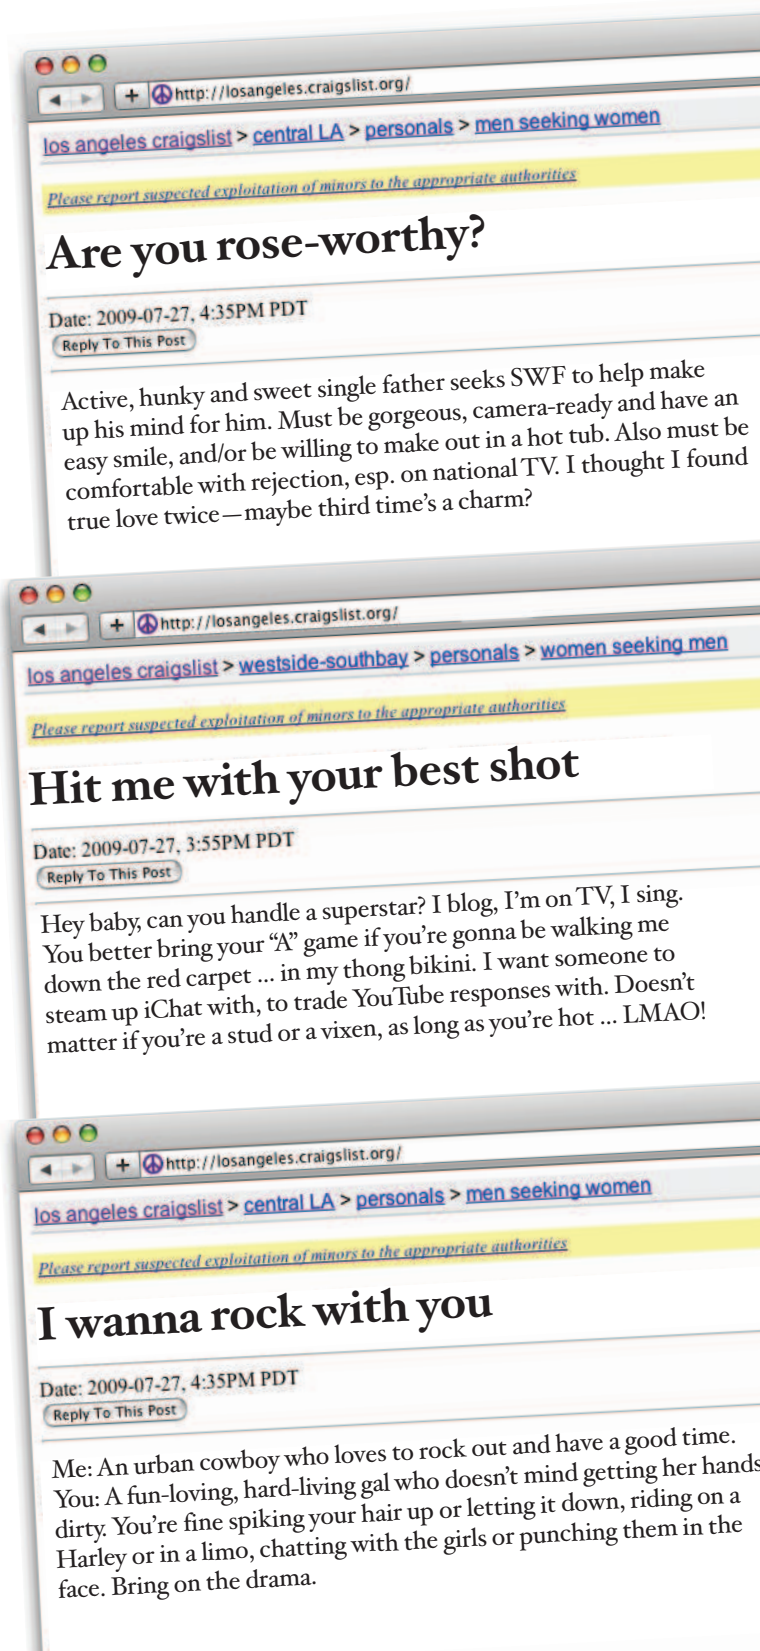 http://losangeles.craigslist.org/
los angeles craigslist > central LA > personals > men seeking women
Please report suspected exploitation of minors to the appropriate authorities
Are you rose-worthy?
Date: 2009-07-27, 4:35PM PDT
Reply To This Post
Active, hunky and sweet single father seeks SWF to help make
up his mind for him. Must be gorgeous, camera-ready and have an
easy smile, and/or be willing to make out in a hot tub. Also must be
comfortable with rejection, esp. on national TV. I thought I found
true love twice—maybe third time’s a charm?
http://losangeles.craigslist.org/
los angeles craigslist > westside-southbay > personals > women seeking men
Please report suspected exploitation of minors to the appropriate authorities
Hit me with your best shot
Date: 2009-07-27, 3:55PM PDT
Reply To This Post
Hey baby, can you handle a superstar? I blog, I’m on TV, I sing.
You better bring your “A” game if you’re gonna be walking me
down the red carpet ... in my thong bikini. I want someone to
steam up iChat with, to trade YouTube responses with. Doesn’t
matter if you’re a stud or a vixen, as long as you’re hot ... LMAO!
http://losangeles.craigslist.org/
los angeles craigslist > central LA > personals > men seeking women
Please report suspected exploitation of minors to the appropriate authorities
I wanna rock with you
Date: 2009-07-27, 4:35PM PDT
Reply To This Post
Me: An urban cowboy who loves to rock out and have a good time.
You: A fun-loving, hard-living gal who doesn’t mind getting her hands
dirty. You’re fine spiking your hair up or letting it down, riding on a
Harley or in a limo, chatting with the girls or punching them in the
face. Bring on the drama.